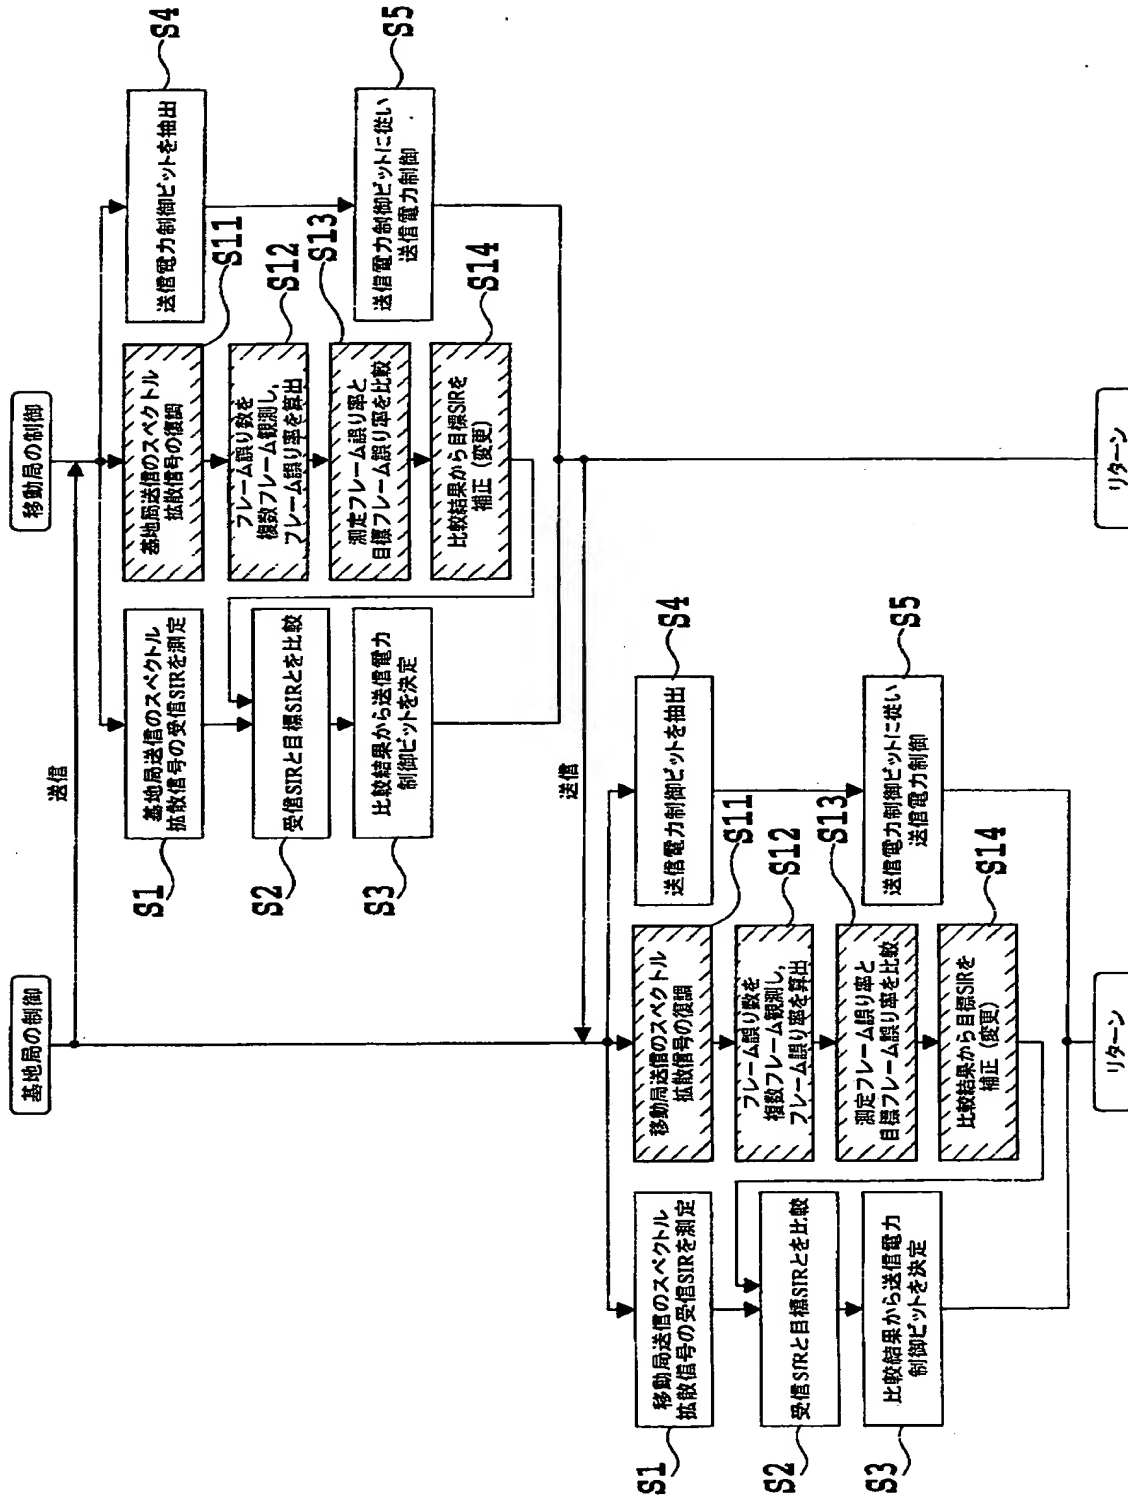 基地局の制御
移動局の制御
送信
S1
基地局送信のスペクトル
拡散信号の受信SIRを測定
S2
受信SIRと目標SIRとを比較
S3
比較結果から送信電力
制御ビットを決定
基地局送信のスペクトル
拡散信号の復調
S11
フレーム誤り数を
複数フレーム観測し,
フレーム誤り率を算出
S12
測定フレーム誤り率と
目標フレーム誤り率を比較
S13
比較結果から目標SIRを
補正（変更）
S14
送信電力制御ビットを抽出
S4
送信電力制御ビットに従い
送信電力制御
S5
送信
S1
移動局送信のスペクトル
拡散信号の受信SIRを測定
S2
受信SIRと目標SIRとを比較
S3
比較結果から送信電力
制御ビットを決定
移動局送信のスペクトル
拡散信号の復調
S11
フレーム誤り数を
複数フレーム観測し,
フレーム誤り率を算出
S12
測定フレーム誤り率と
目標フレーム誤り率を比較
S13
比較結果から目標SIRを
補正（変更）
S14
送信電力制御ビットを抽出
S4
送信電力制御ビットに従い
送信電力制御
S5
リターン
リターン